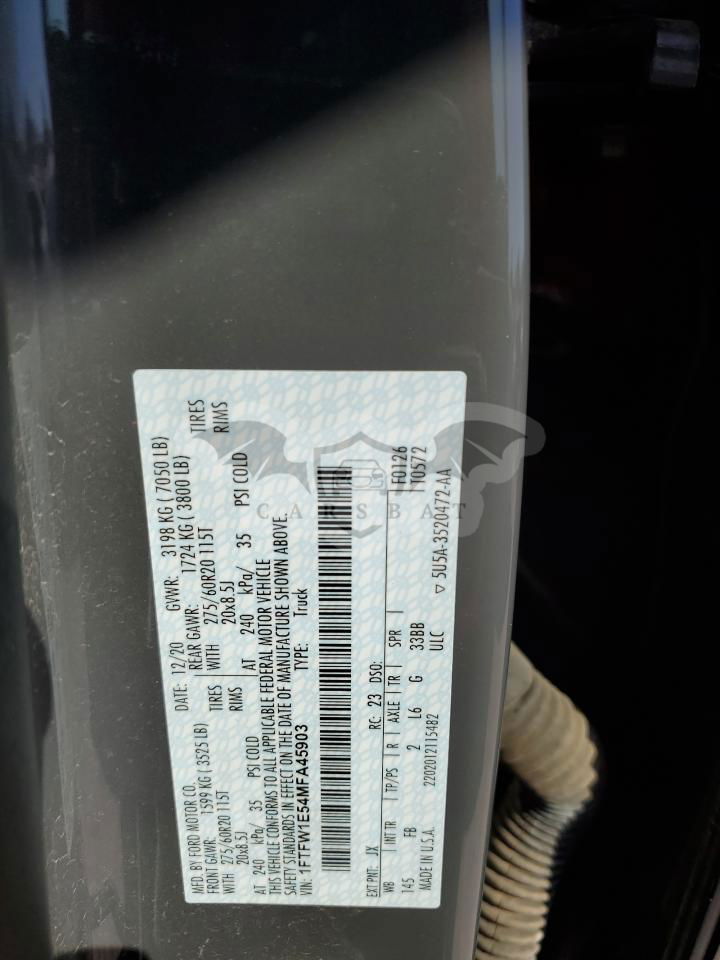 MFD. BY FORD MOTOR CO.
DATE: 12/20 GVWR: 3198 KG ( 7050 LB)
FRONT GAWR: 1599 KG (3525 LB) REAR GAWR: 1724 KG ( 3800 LB)
WITH 275/60R20 115T TIRES WITH 275/60R20 115T TIRES
20x8.5J RIMS 20x8.5J RIMS
AT 240 kPa/ 35 PSI COLD AT 240 kPa/ 35 PSI COLD
THIS VEHICLE CONFORMS TO ALL APPLICABLE FEDERAL MOTOR VEHICLE
SAFETY STANDARDS IN EFFECT ON THE DATE OF MANUFACTURE SHOWN ABOVE.
VIN: 1FTFW1E54MFA45903 TYPE: Truck
EXT PNT: JX RC: 23 DSO: F0126
WB INT TR TP/PS R AXLE TR SPR T0572
145 FB 2 L6 G 33BB
MADE IN U.S.A. 2202012115482 ULC ▽ 5U5A-3520472-AA
CARSBAT